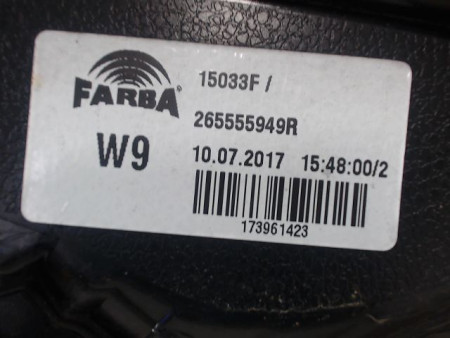 FARBA®
W9
15033F /
265555949R
10.07.2017 15:48:00/2
173961423